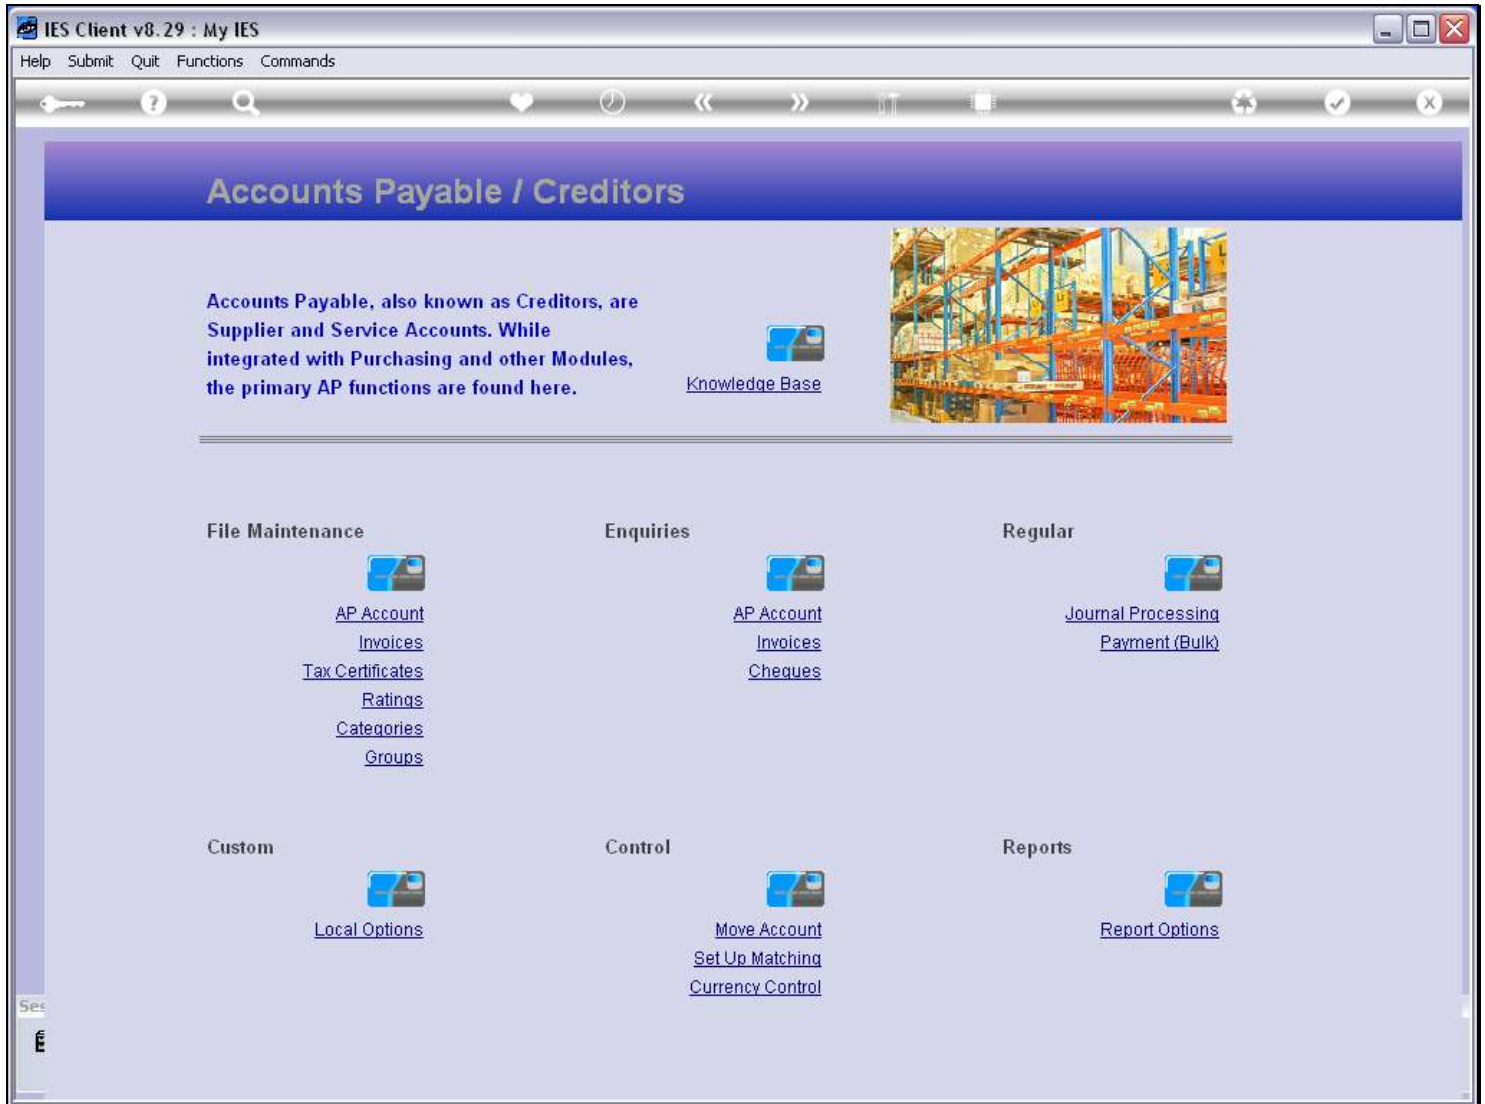 IES Client v8.29 : My IES
Help Submit Quit Functions Commands
Accounts Payable / Creditors
Accounts Payable, also known as Creditors, are
Supplier and Service Accounts. While
integrated with Purchasing and other Modules,
the primary AP functions are found here.
Knowledge Base
File Maintenance
AP Account
Invoices
Tax Certificates
Ratings
Categories
Groups
Enquiries
AP Account
Invoices
Cheques
Regular
Journal Processing
Payment (Bulk)
Custom
Local Options
Control
Move Account
Set Up Matching
Currency Control
Reports
Report Options